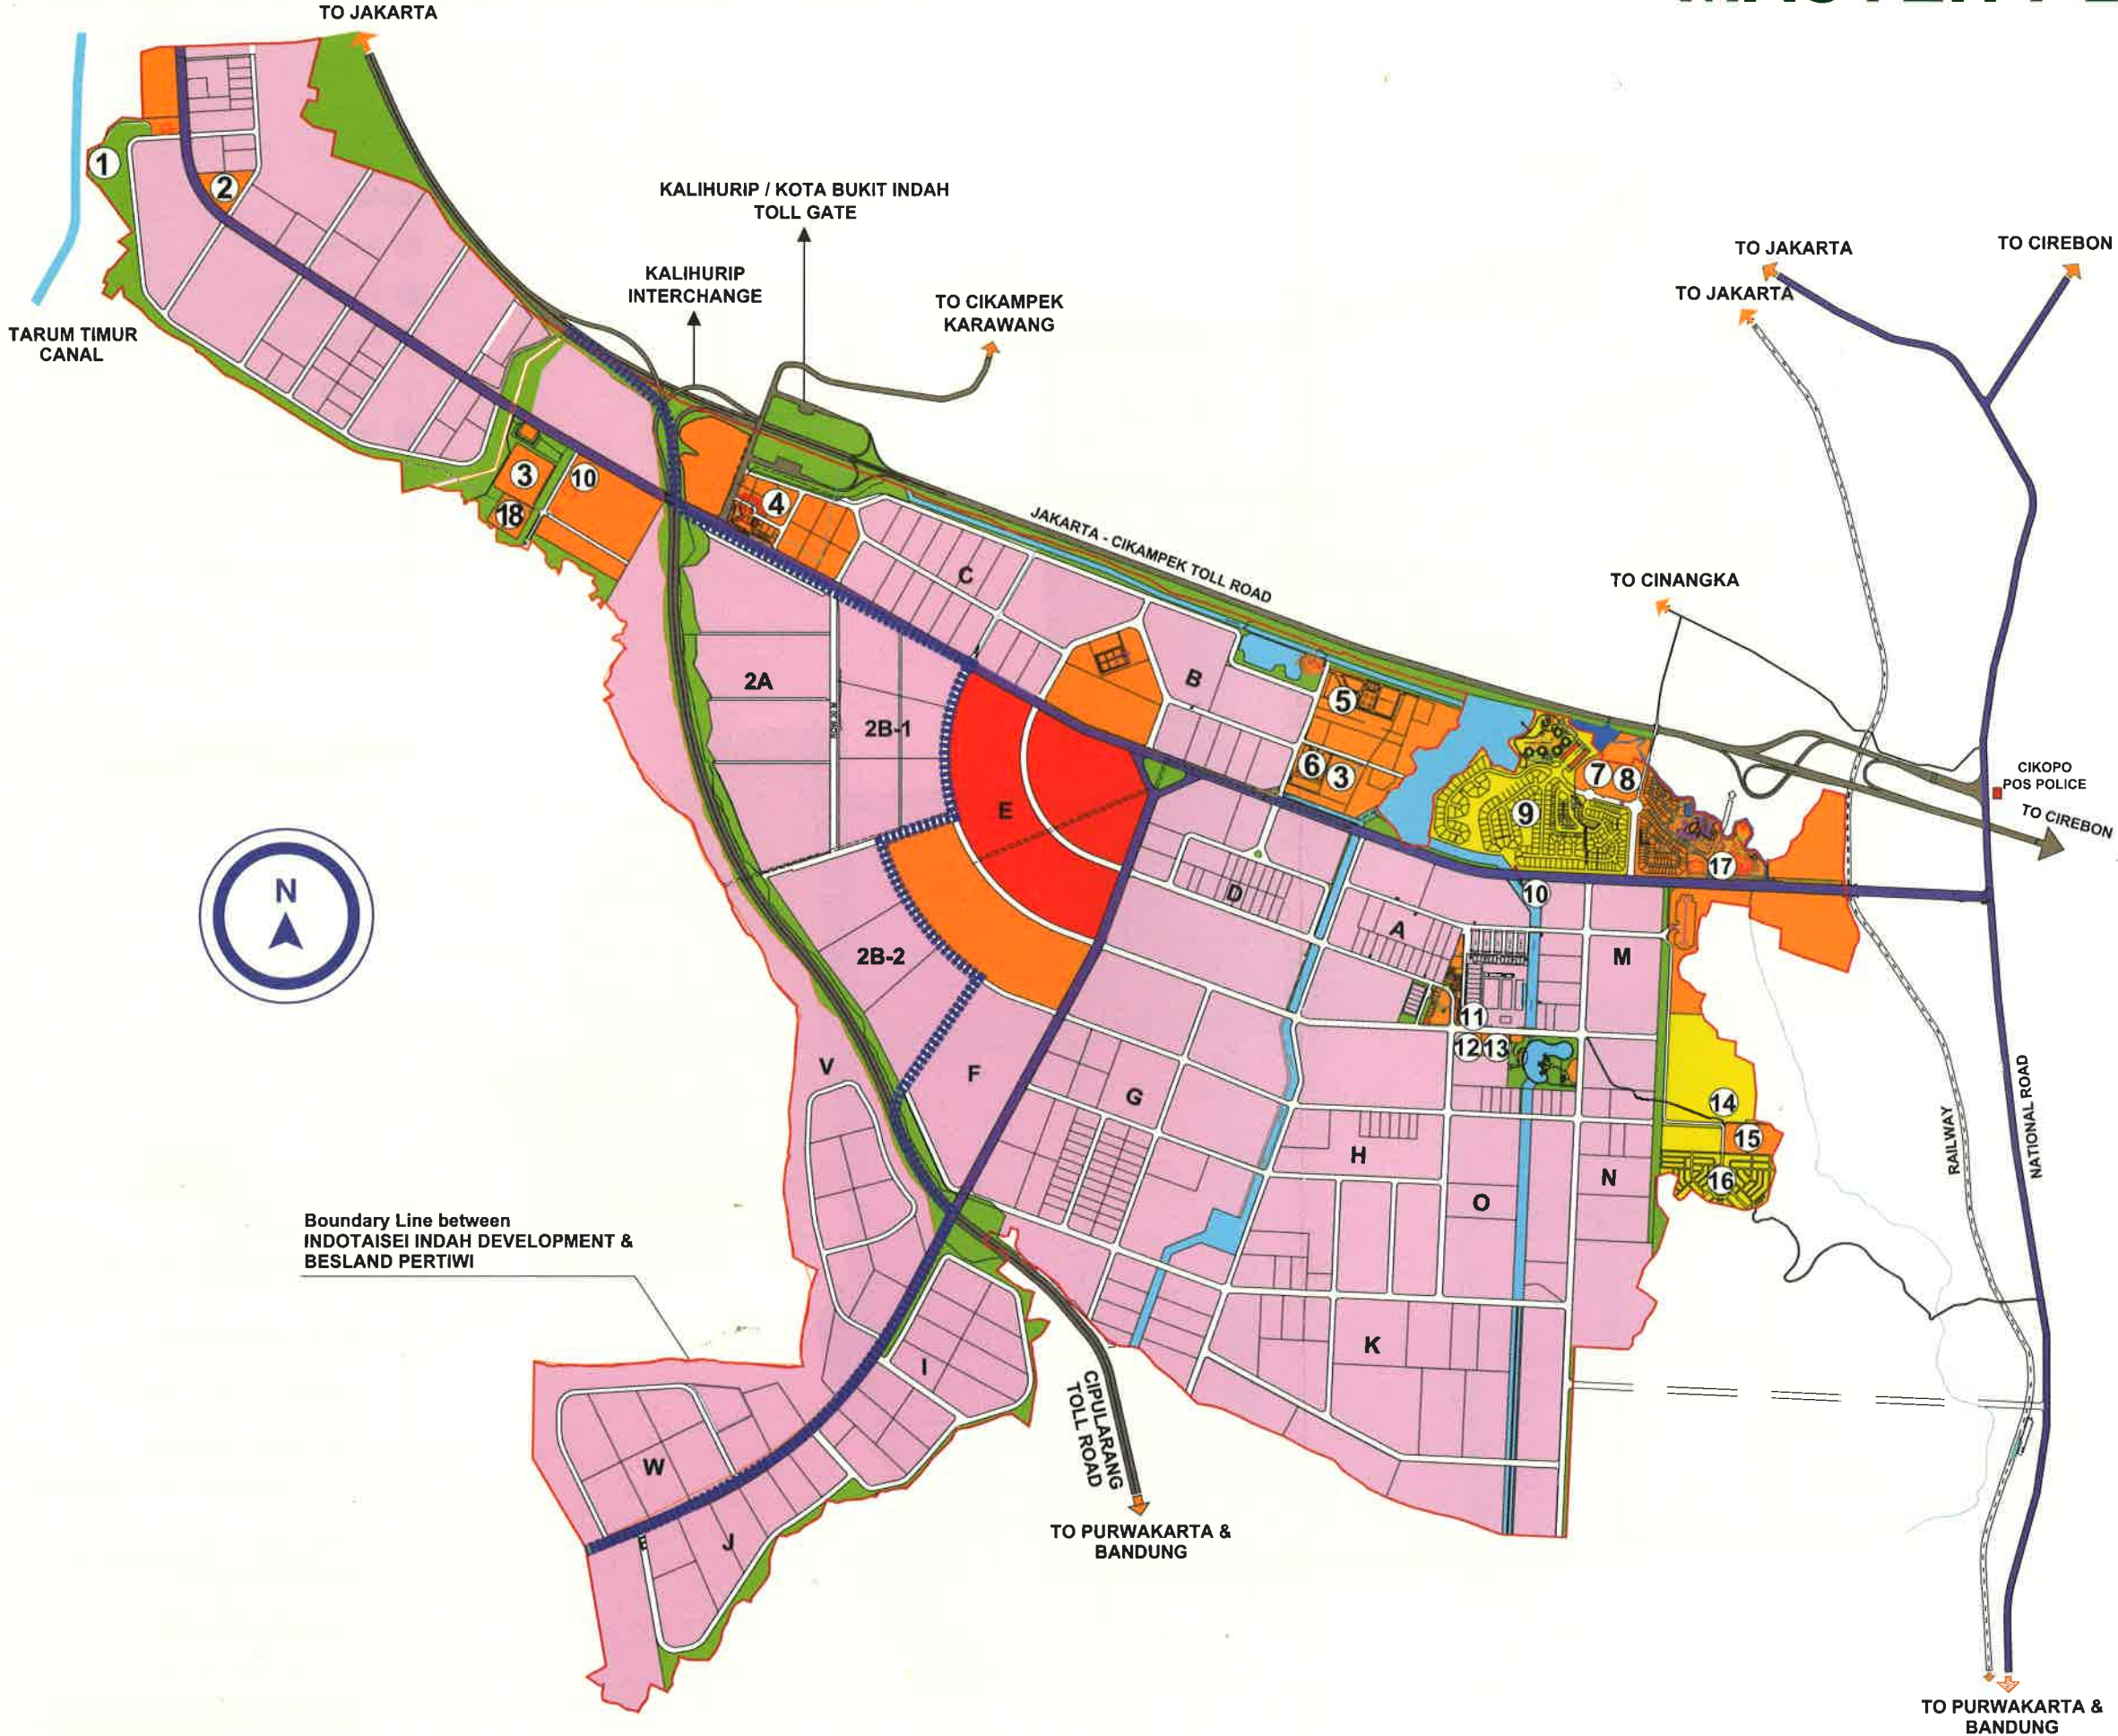 TO JAKARTA
1
2
TARUM TIMUR
CANAL
KALIHURIP / KOTA BUKIT INDAH
TOLL GATE
KALIHURIP
INTERCHANGE
TO CIKAMPEK
KARAWANG
TO JAKARTA
TO CIREBON
TO JAKARTA
3
10
18
4
JAKARTA - CIKAMPEK TOLL ROAD
TO CINANGKA
C
B
2A
2B-1
5
6
3
7
8
9
CIKOPO
POS POLICE
TO CIREBON
E
17
N
D
10
A
M
2B-2
11
12
13
V
F
G
14
15
H
16
N
O
RAILWAY
NATIONAL ROAD
Boundary Line between
INDOTAISEI INDAH DEVELOPMENT &
BESLAND PERTIWI
I
K
CIPULARANG
TOLL ROAD
W
J
TO PURWAKARTA &
BANDUNG
TO PURWAKARTA &
BANDUNG